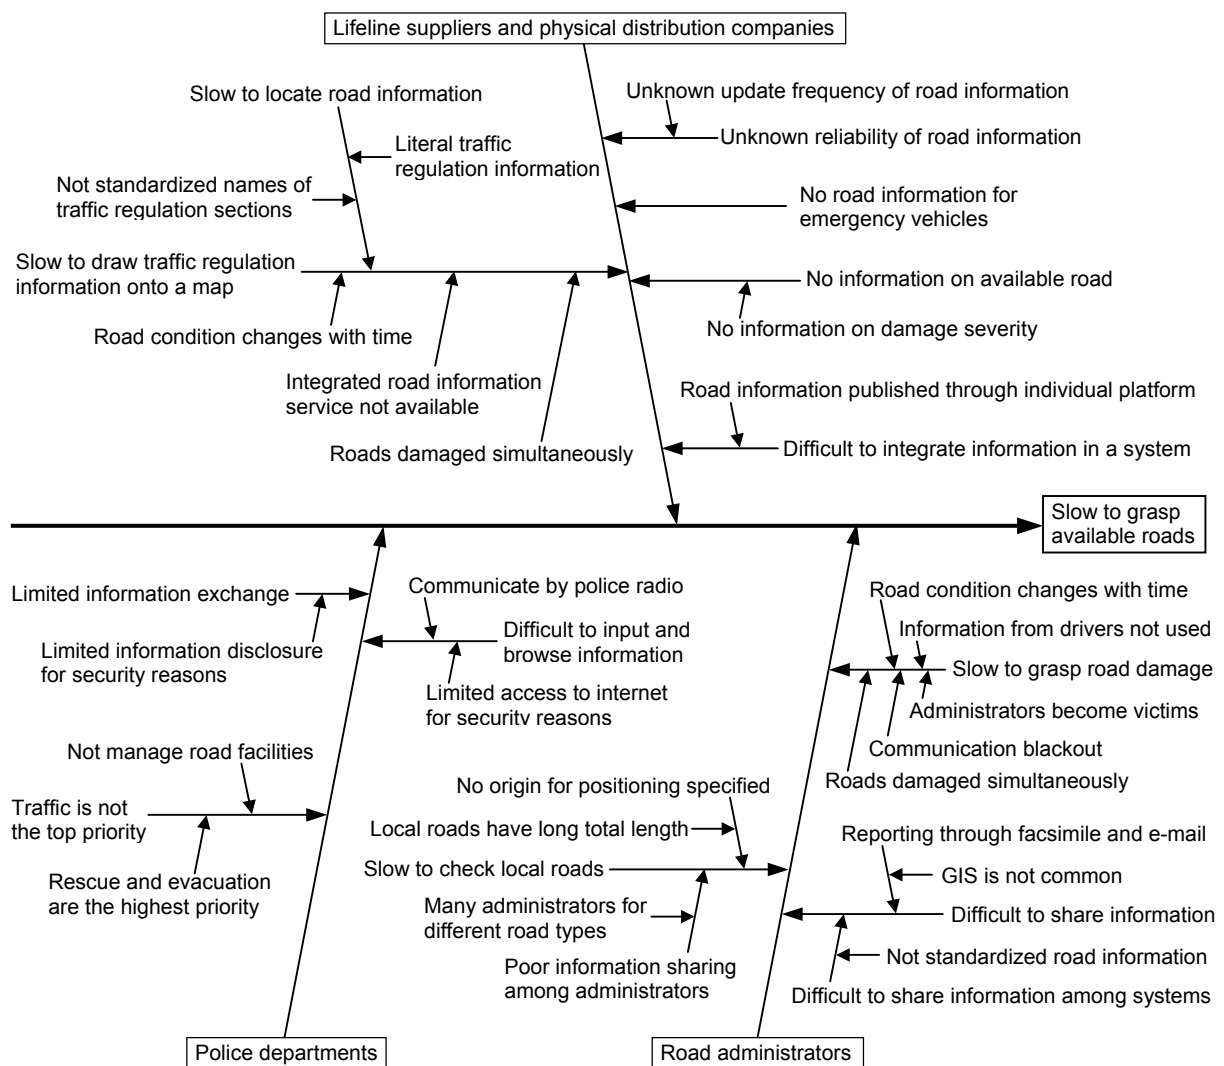 Lifeline suppliers and physical distribution companies
Slow to locate road information
Unknown update frequency of road information
Literal traffic
regulation information
Unknown reliability of road information
Not standardized names of
traffic regulation sections
No road information for
emergency vehicles
Slow to draw traffic regulation
information onto a map
No information on available road
Road condition changes with time
No information on damage severity
Integrated road information
service not available
Road information published through individual platform
Roads damaged simultaneously
Difficult to integrate information in a system
Slow to grasp
available roads
Limited information exchange
Communicate by police radio
Road condition changes with time
Limited information disclosure
for security reasons
Difficult to input and
browse information
Information from drivers not used
Slow to grasp road damage
Limited access to internet
for security reasons
Administrators become victims
Communication blackout
Roads damaged simultaneously
Not manage road facilities
No origin for positioning specified
Traffic is not
the top priority
Local roads have long total length
Reporting through facsimile and e-mail
Slow to check local roads
GIS is not common
Rescue and evacuation
are the highest priority
Many administrators for
different road types
Difficult to share information
Poor information sharing
among administrators
Not standardized road information
Difficult to share information among systems
Police departments
Road administrators